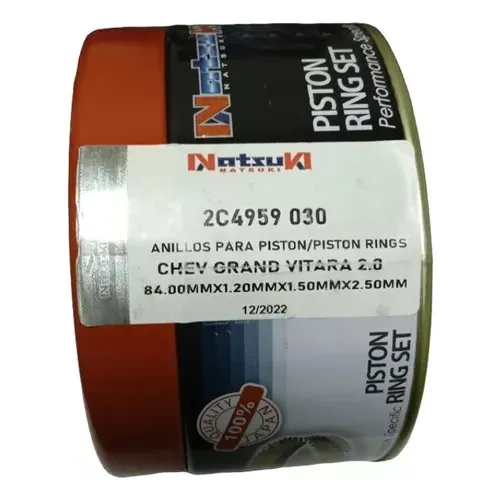 NatsuKI
NATSUKI
PISTON
RING SET
Performance
NatsuKI
NATSUKI
2C4959 030
ANILLOS PARA PISTON/PISTON RINGS
CHEV GRAND VITARA 2.0
84.00MMX1.20MMX1.50MMX2.50MM
12/2022
PISTON
RING SET
Specific
QUALITY
100%
JAPAN